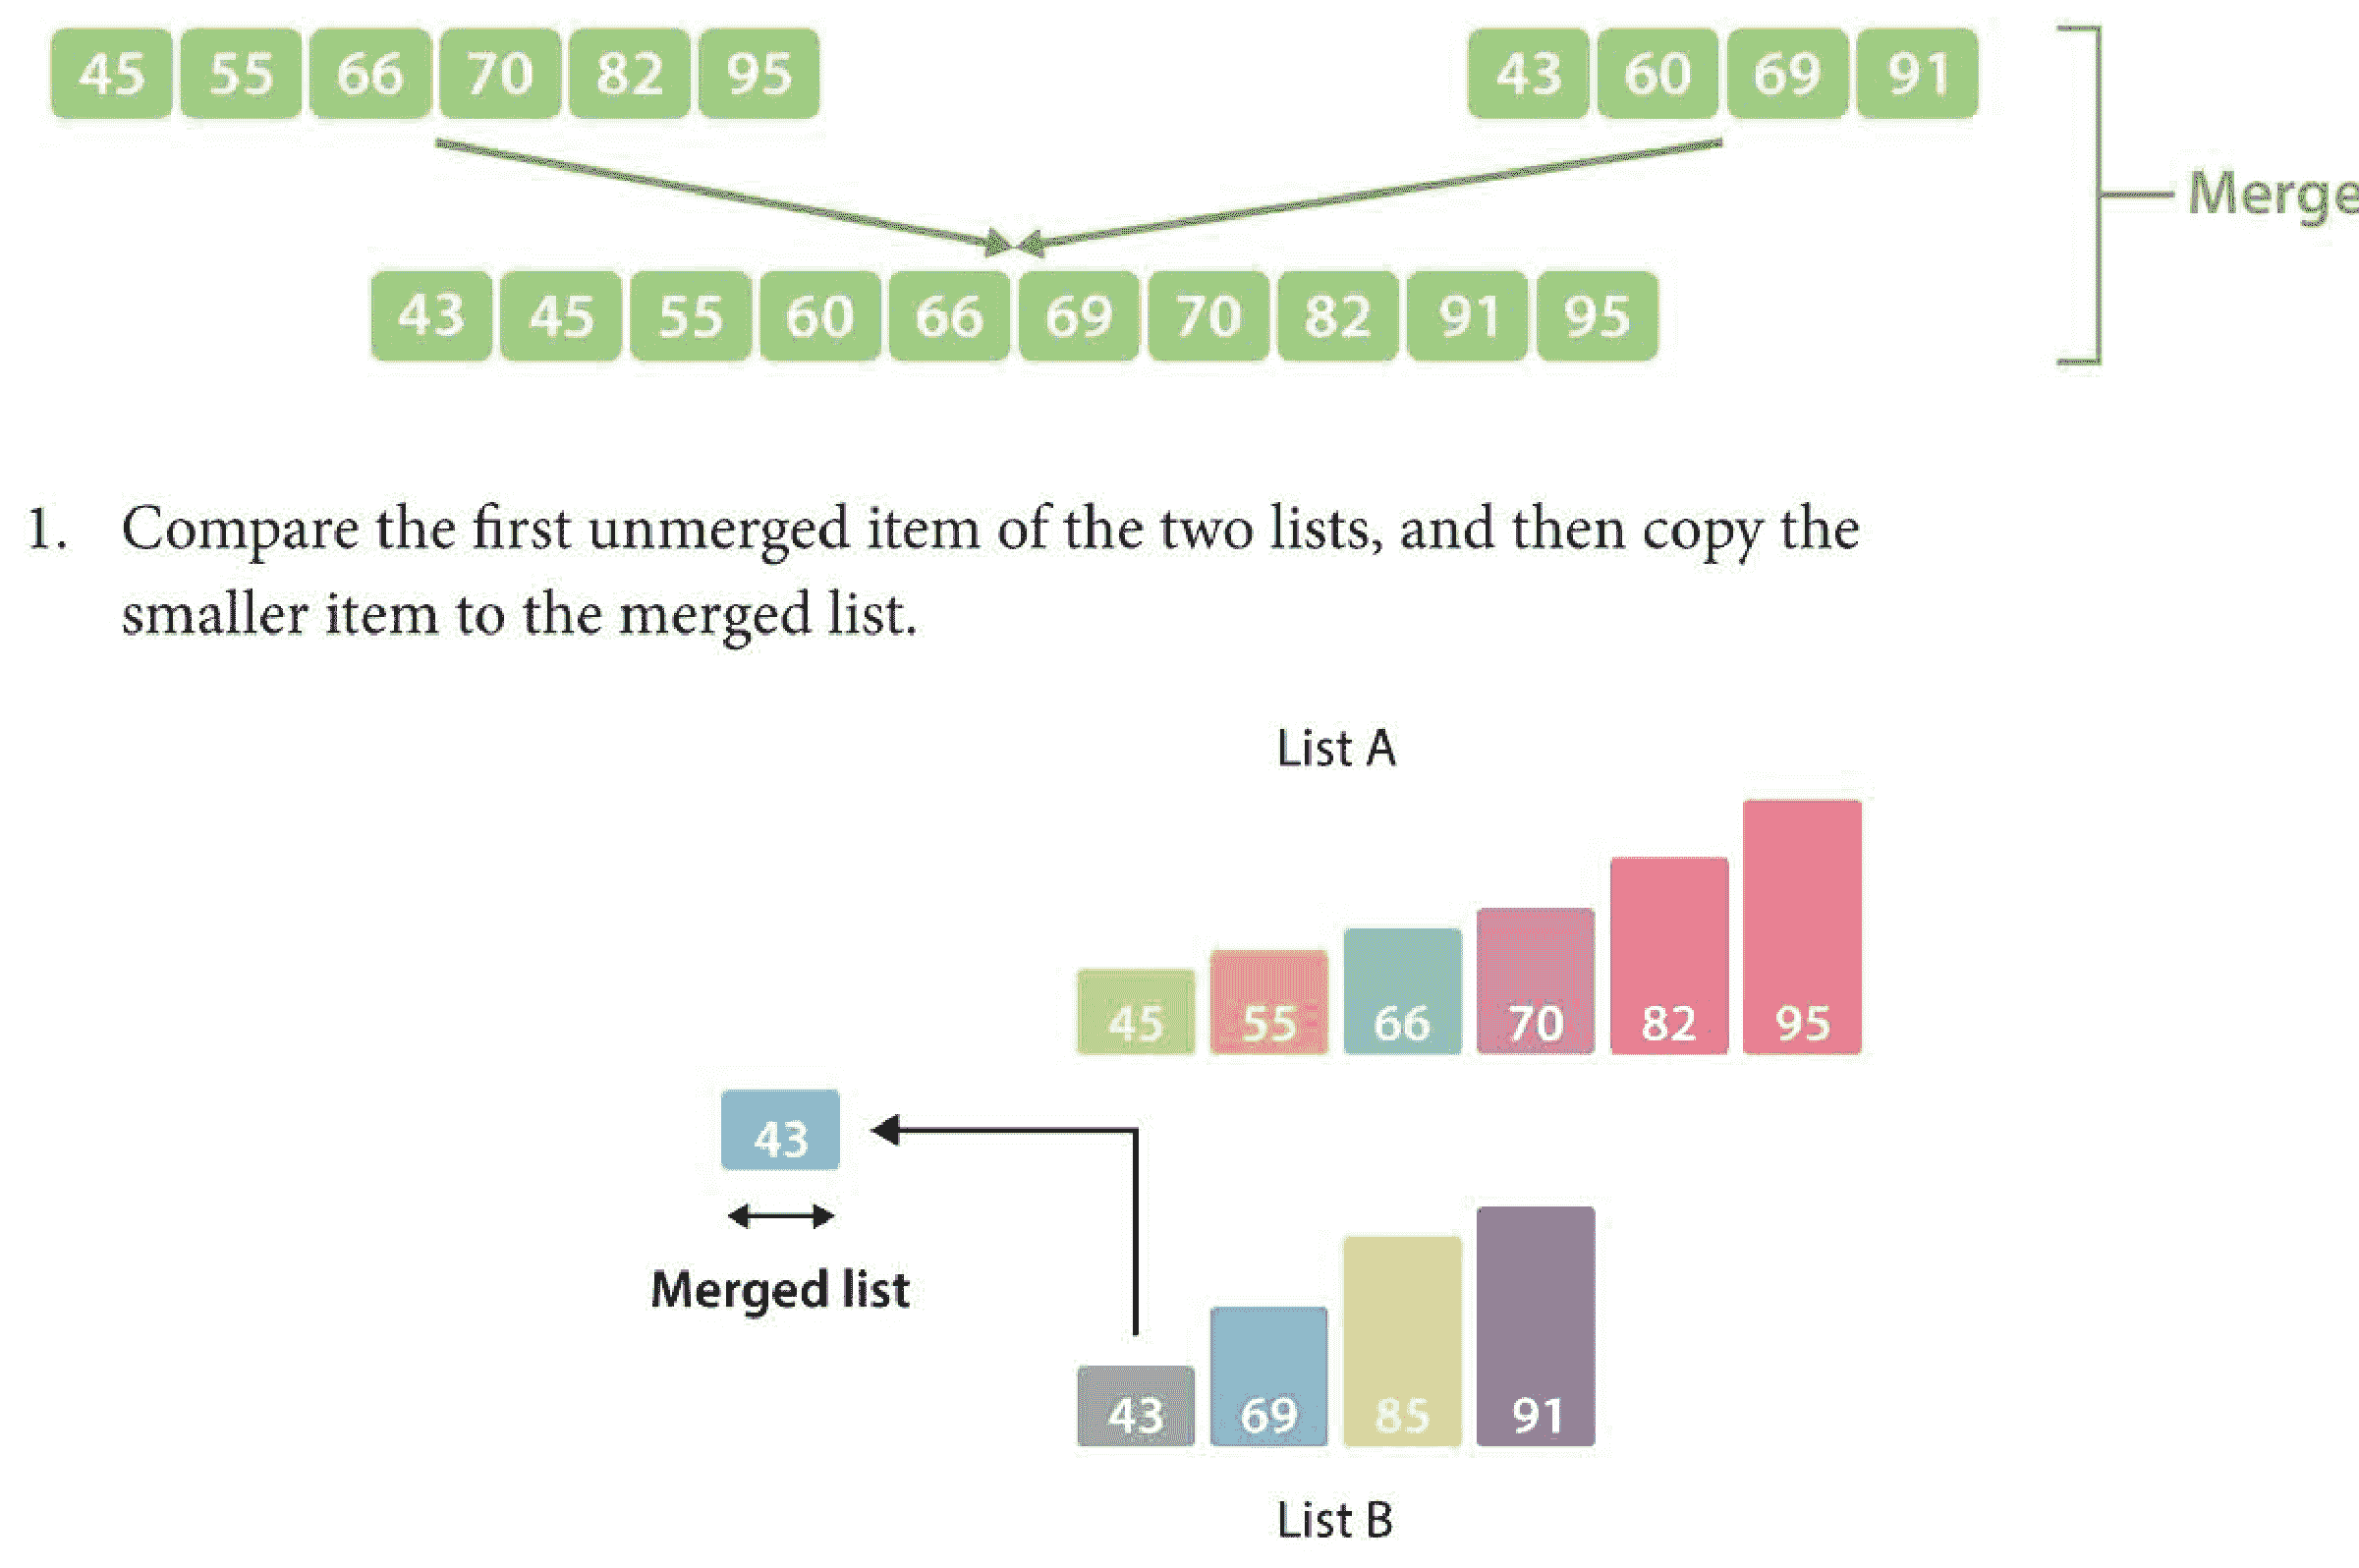 45 55 66 70 82 95 43 60 69 91
Merge
43 45 55 60 66 69 70 82 91 95
1. Compare the first unmerged item of the two lists, and then copy the
smaller item to the merged list.
List A
45 55 66 70 82 95
43
Merged list
43 69 85 91
List B